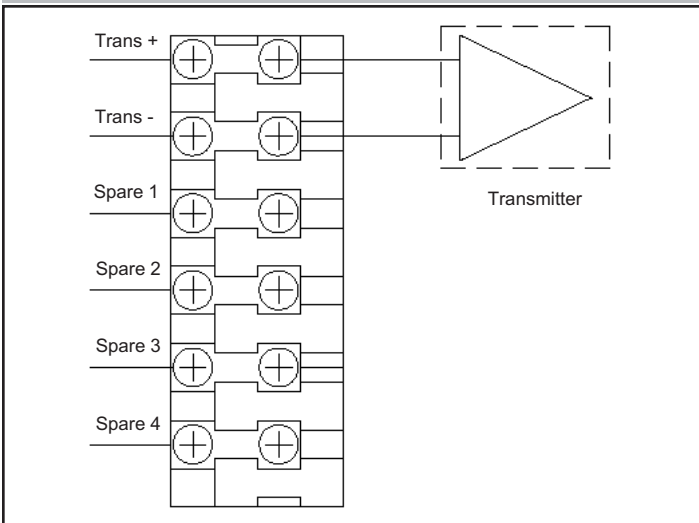 Trans +
Trans -
Spare 1
Transmitter
Spare 2
Spare 3
Spare 4